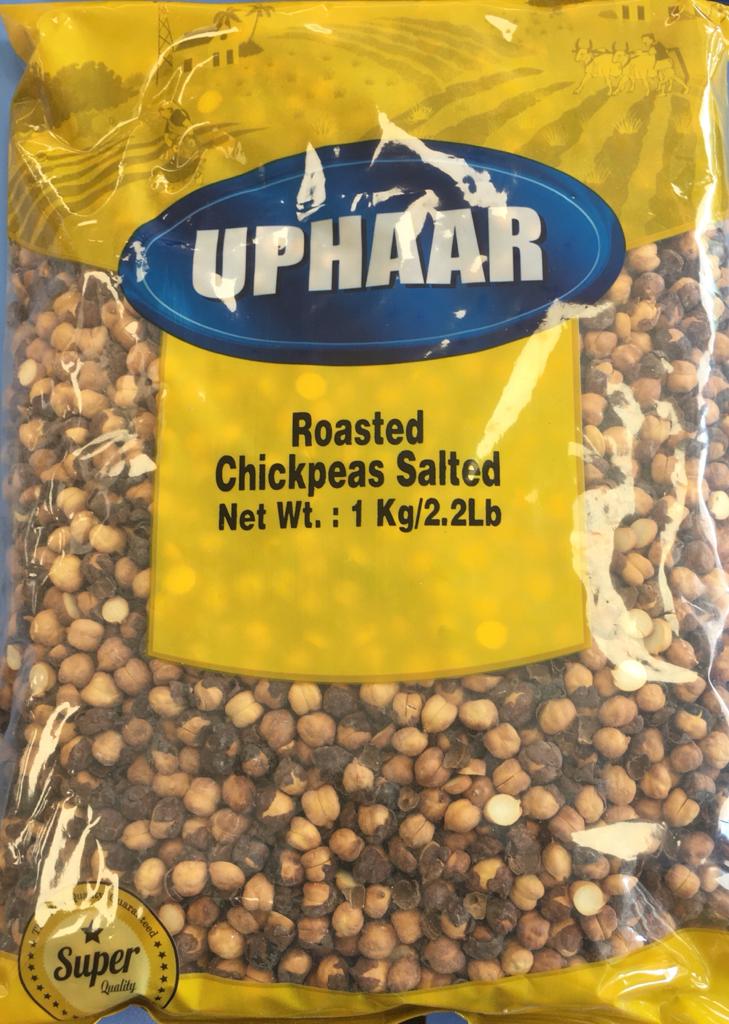 UPHAAR
Roasted
Chickpeas Salted
Net Wt. : 1 Kg/2.2Lb
Super
Quality